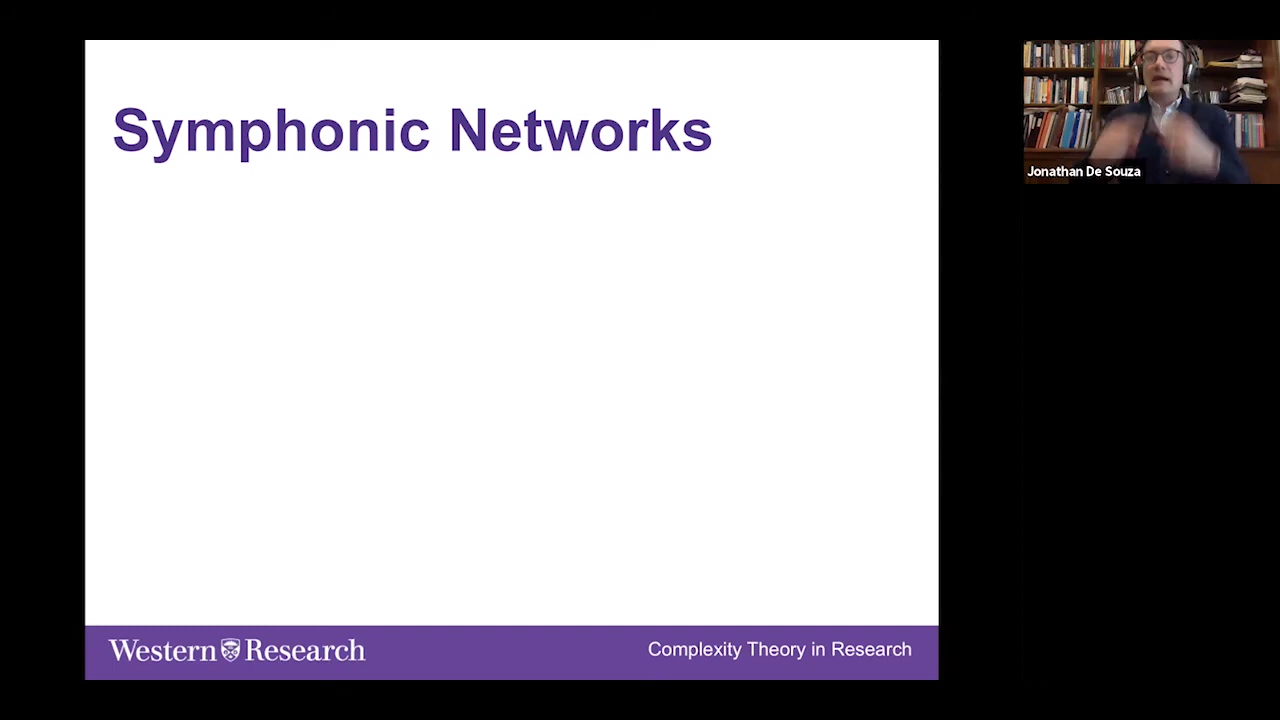 Symphonic Networks
Jonathan De Souza
Western Research
Complexity Theory in Research